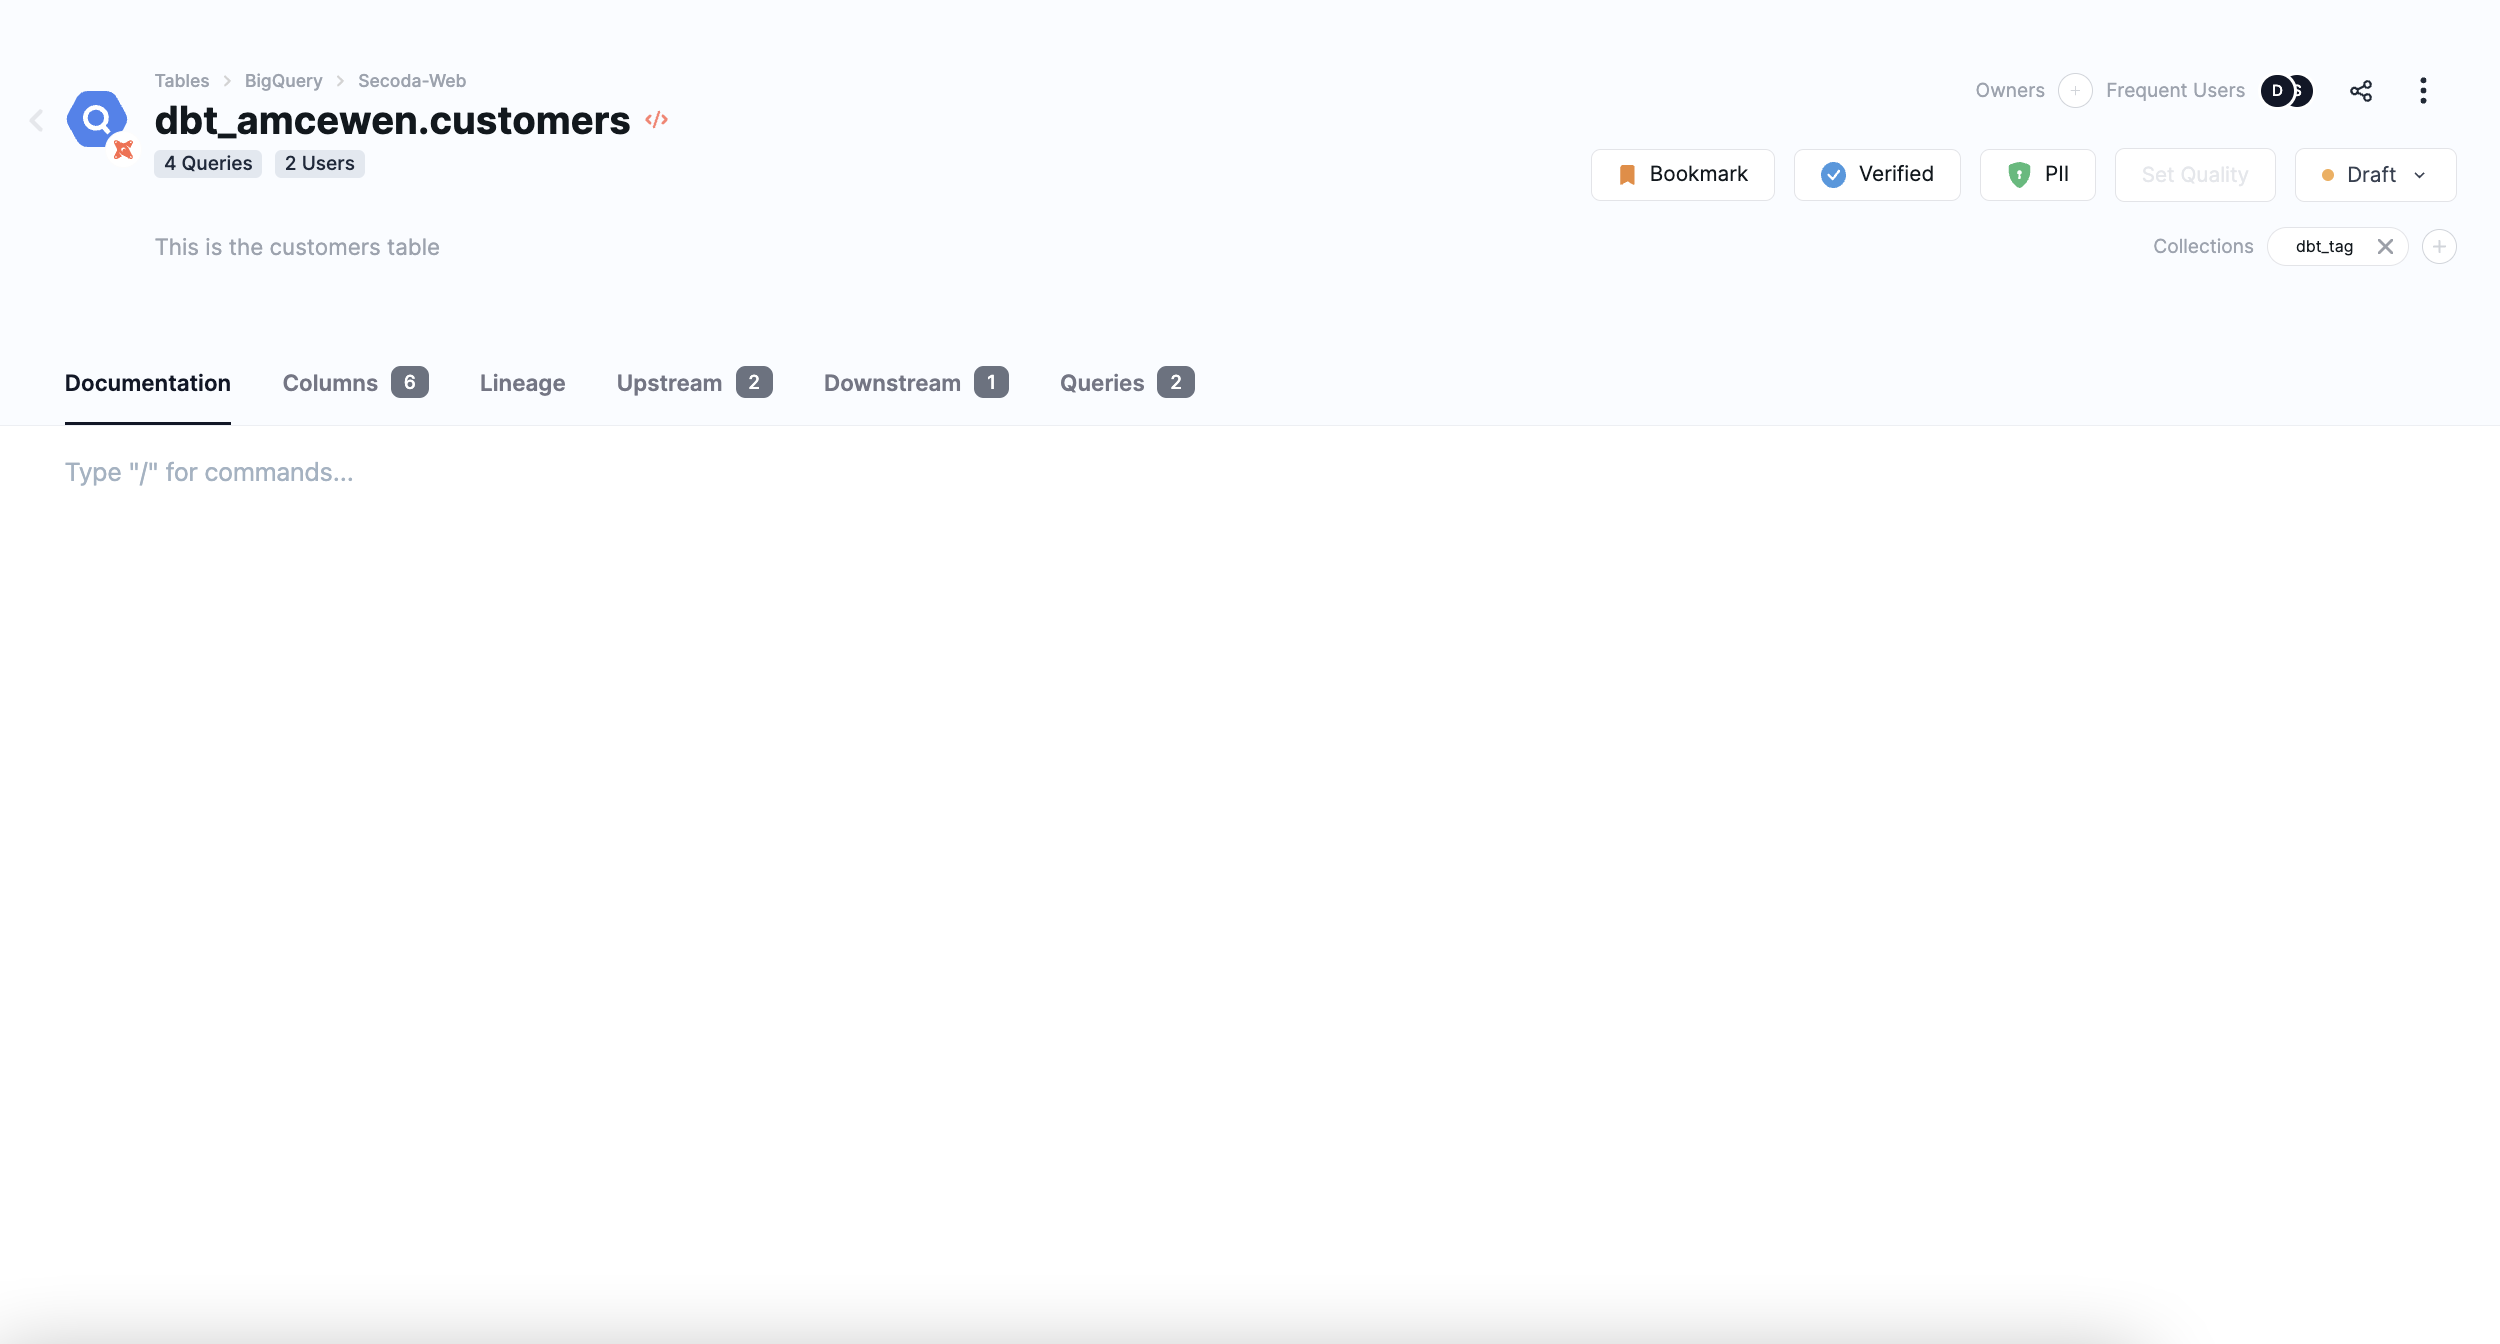 Tables > BigQuery > Secoda-Web
dbt_amcewen.customers </>
4 Queries 2 Users
This is the customers table
Owners + Frequent Users D S
Bookmark Verified PII Set Quality Draft
Collections dbt_tag
Documentation Columns 6 Lineage Upstream 2 Downstream 1 Queries 2
Type "/" for commands...